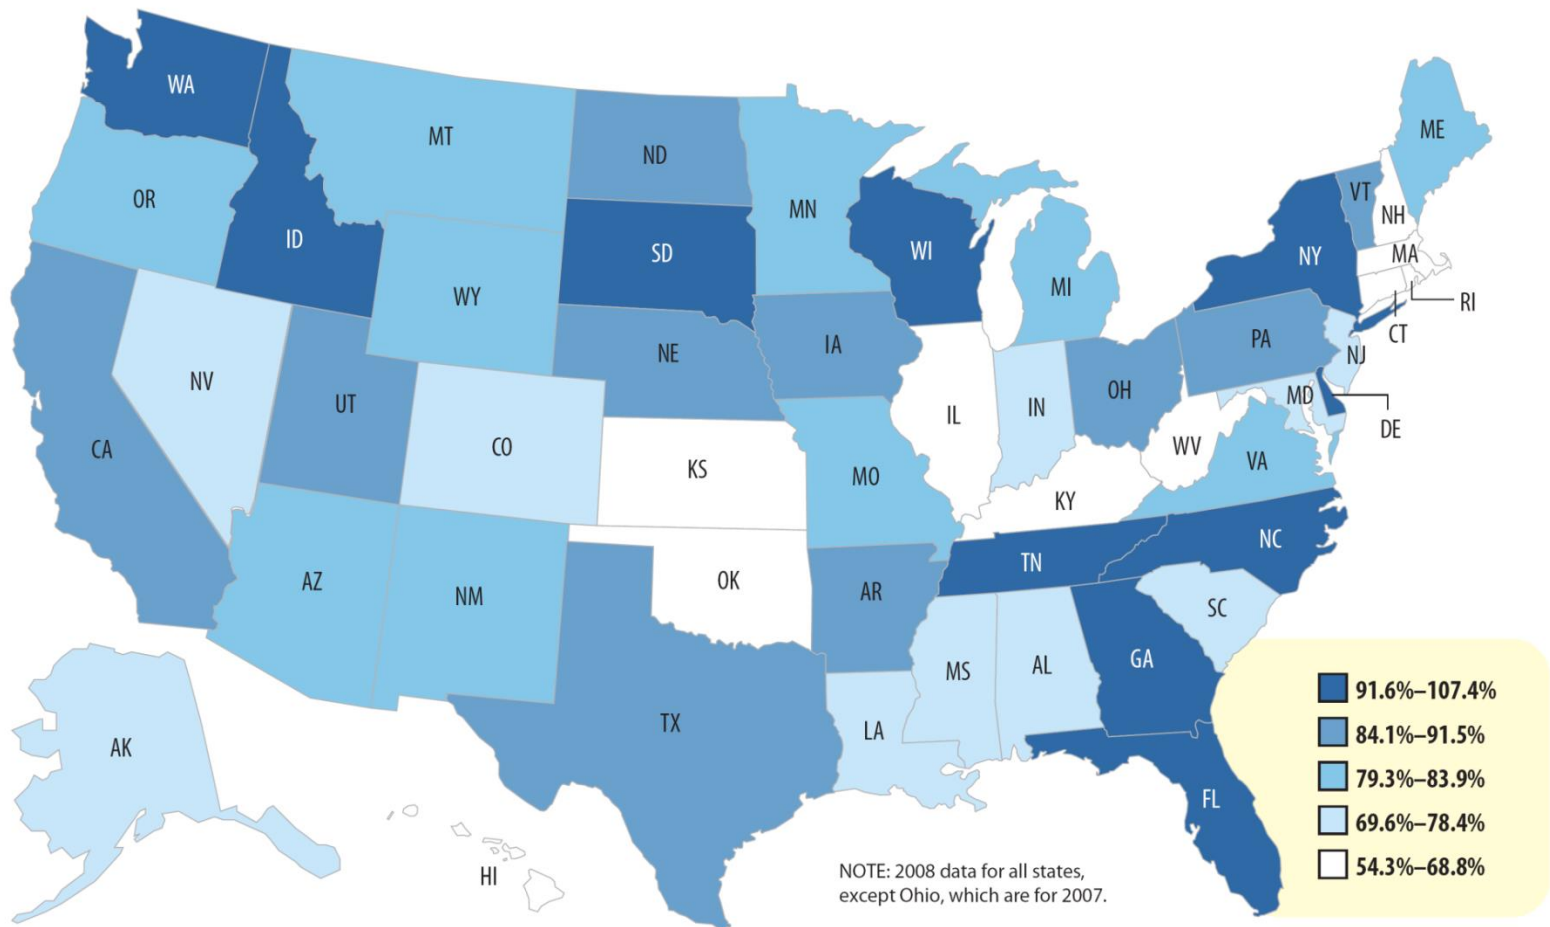 WA
MT
ND
ME
OR
ID
SD
MN
WI
VT
NH
NY
MA
WY
MI
RI
CT
NV
UT
NE
IA
PA
NJ
CA
CO
KS
MO
IL
IN
OH
MD
DE
WV
VA
KY
AZ
NM
OK
AR
TN
NC
SC
TX
LA
MS
AL
GA
FL
AK
HI
NOTE: 2008 data for all states,
except Ohio, which are for 2007.
91.6%–107.4%
84.1%–91.5%
79.3%–83.9%
69.6%–78.4%
54.3%–68.8%